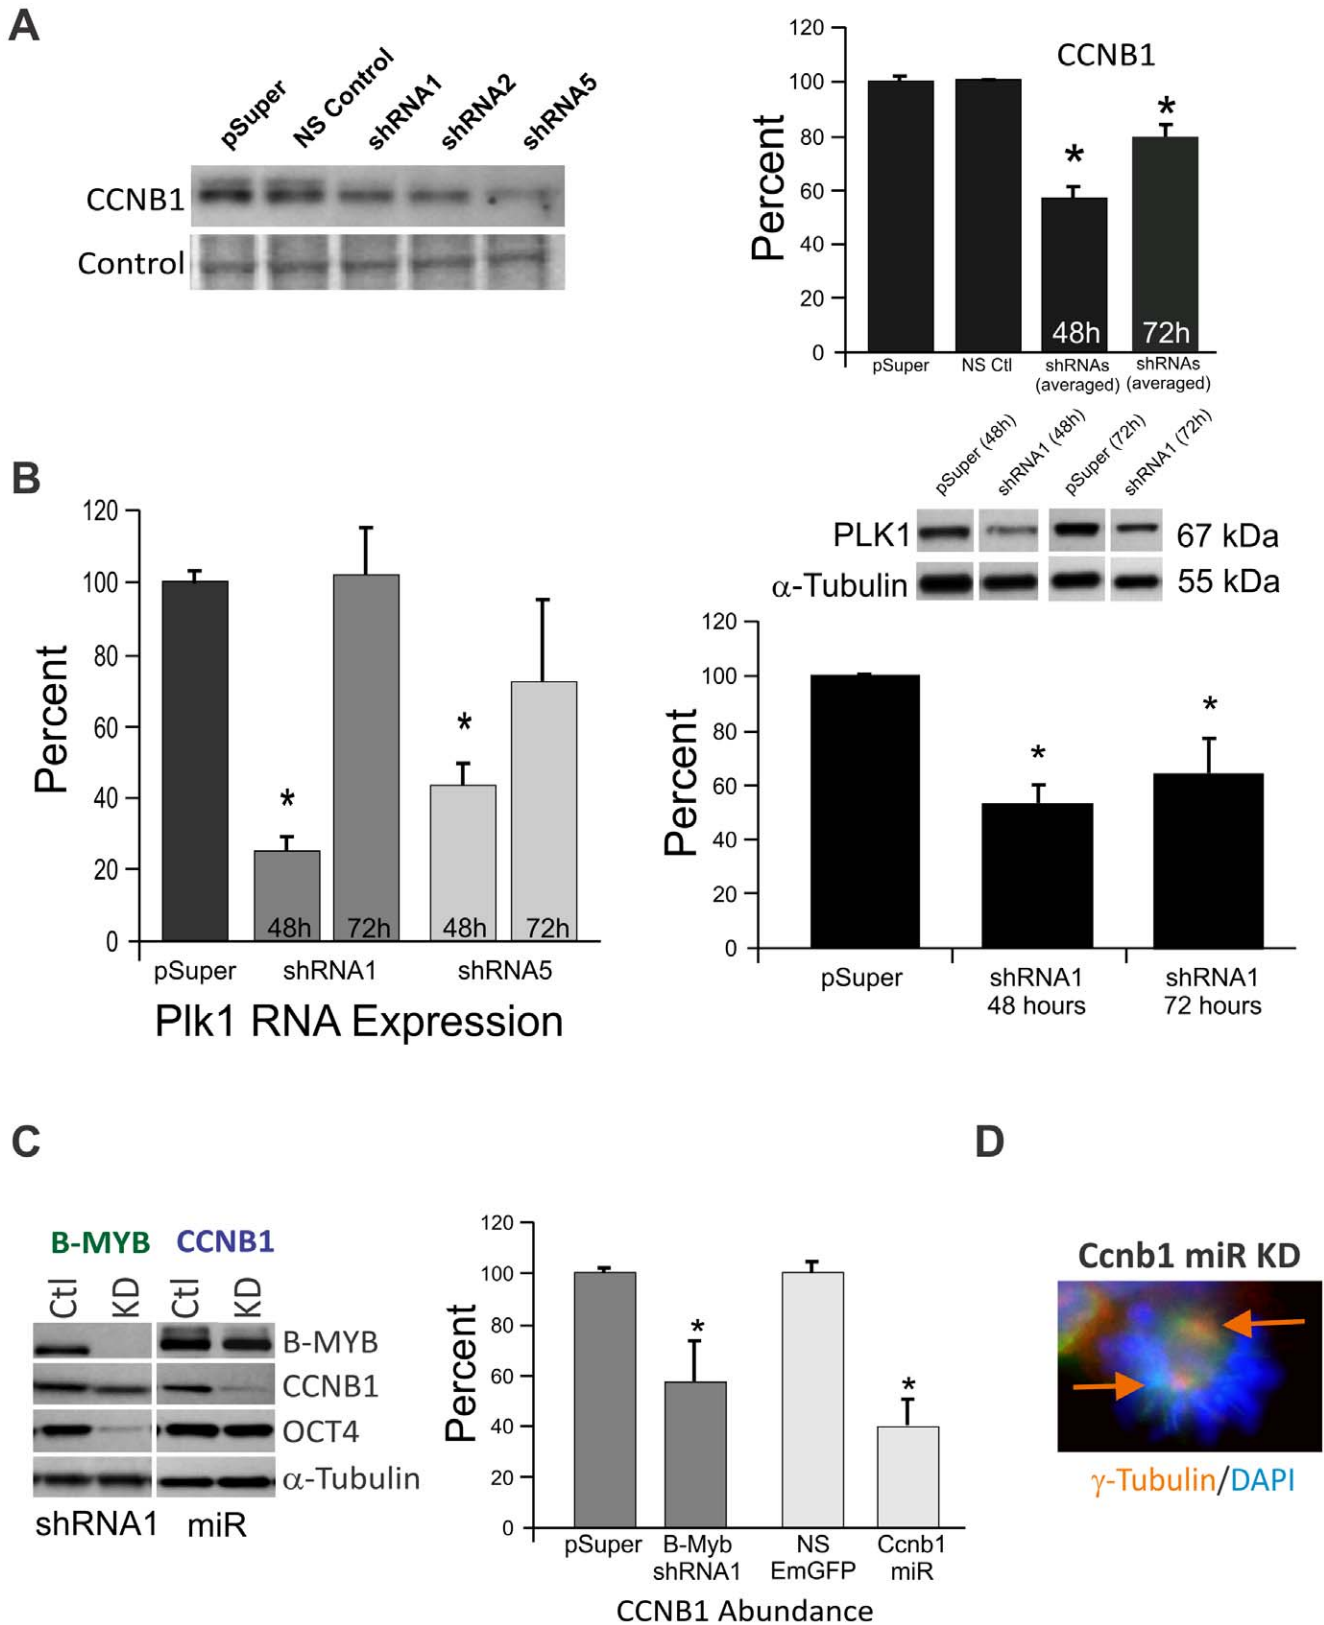 A
pSuper
NS Control
shRNA1
shRNA2
shRNA5
CCNB1
Control
120
100
80
60
40
20
0
Percent
CCNB1
*
*
48h
72h
pSuper
NS Ctl
shRNAs
(averaged)
shRNAs
(averaged)
B
120
100
80
60
40
20
0
Percent
*
*
48h
72h
48h
72h
pSuper
shRNA1
shRNA5
Plk1 RNA Expression
pSuper (48h)
shRNA1 (48h)
pSuper (72h)
shRNA1 (72h)
PLK1
67 kDa
α-Tubulin
55 kDa
120
100
80
60
40
20
0
Percent
*
*
pSuper
shRNA1
48 hours
shRNA1
72 hours
C
B-MYB
CCNB1
Ctl
KD
Ctl
KD
B-MYB
CCNB1
OCT4
α-Tubulin
shRNA1
miR
120
100
80
60
40
20
0
Percent
*
*
pSuper
B-Myb
shRNA1
NS
EmGFP
Ccnb1
miR
CCNB1 Abundance
D
Ccnb1 miR KD
γ-Tubulin/DAPI